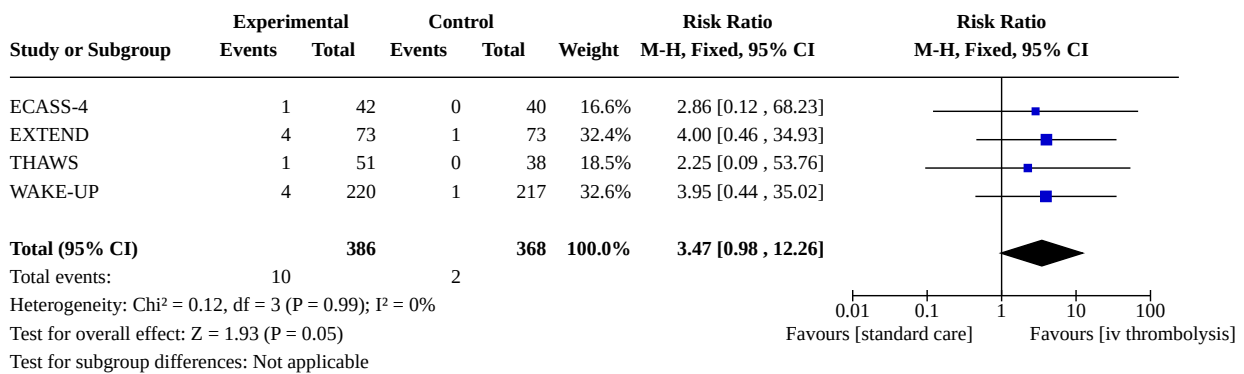 Experimental Control Risk Ratio Risk Ratio
Study or Subgroup Events Total Events Total Weight M-H, Fixed, 95% CI M-H, Fixed, 95% CI
ECASS-4 1 42 0 40 16.6% 2.86 [0.12 , 68.23]
EXTEND 4 73 1 73 32.4% 4.00 [0.46 , 34.93]
THAWS 1 51 0 38 18.5% 2.25 [0.09 , 53.76]
WAKE-UP 4 220 1 217 32.6% 3.95 [0.44 , 35.02]
Total (95% CI) 386 368 100.0% 3.47 [0.98 , 12.26]
Total events: 10 2
Heterogeneity: Chi² = 0.12, df = 3 (P = 0.99); I² = 0%
0.01 0.1 1 10 100
Test for overall effect: Z = 1.93 (P = 0.05) Favours [standard care] Favours [iv thrombolysis]
Test for subgroup differences: Not applicable